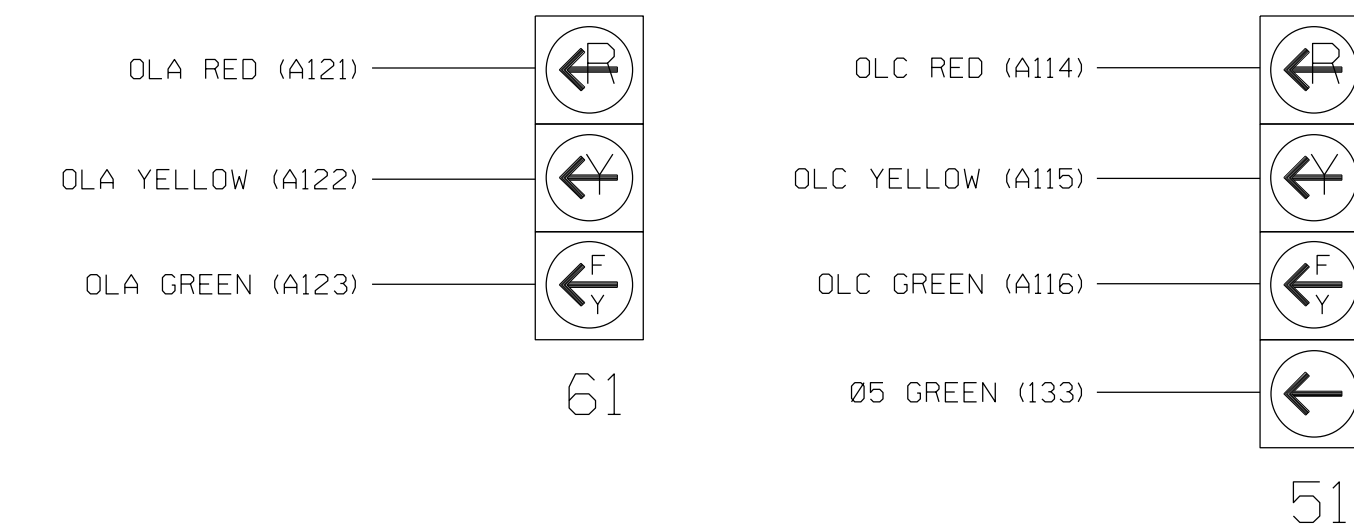 OLA RED (A121)
R
OLA YELLOW (A122)
Y
OLA GREEN (A123)
F
Y
61
OLC RED (A114)
R
OLC YELLOW (A115)
Y
OLC GREEN (A116)
F
Y
Ø5 GREEN (133)
51